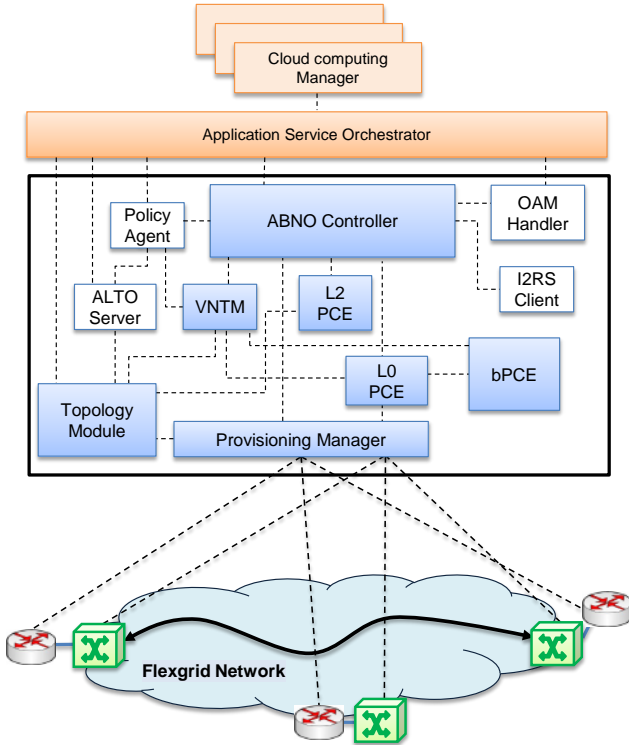 Cloud computing
Manager
Application Service Orchestrator
Policy
Agent
ABNO Controller
OAM
Handler
I2RS
Client
ALTO
Server
VNTM
L2
PCE
L0
PCE
bPCE
Topology
Module
Provisioning Manager
Flexgrid Network